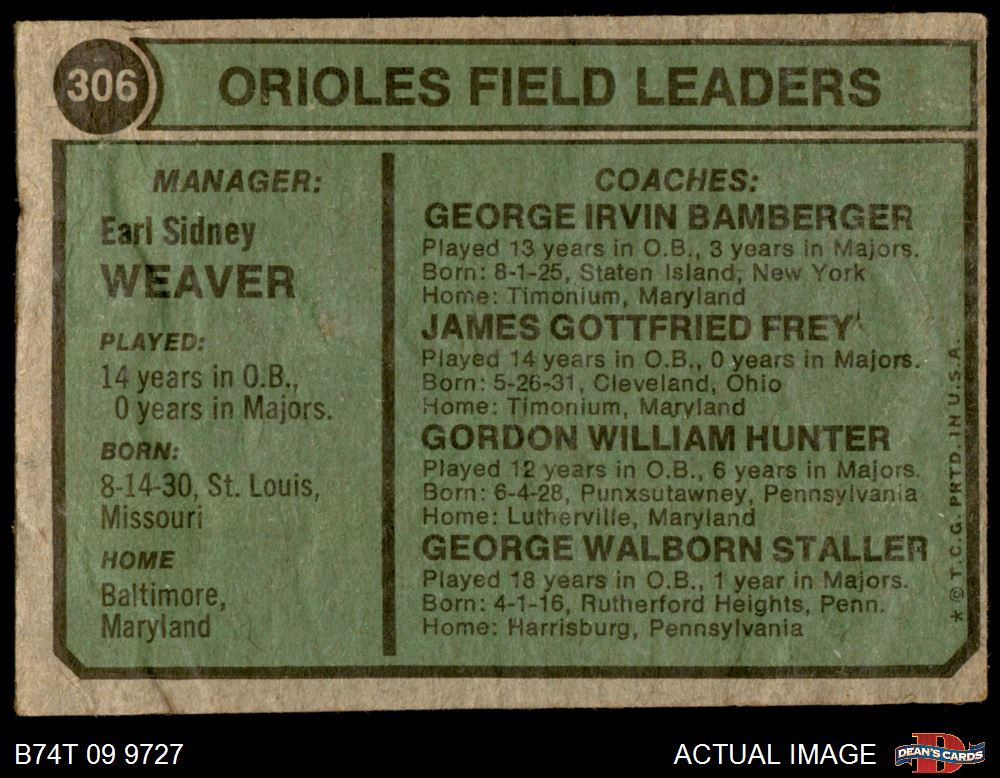 306
ORIOLES FIELD LEADERS
MANAGER:
Earl Sidney
WEAVER
PLAYED:
14 years in O.B.,
0 years in Majors.
BORN:
8-14-30, St. Louis,
Missouri
HOME
Baltimore,
Maryland
COACHES:
GEORGE IRVIN BAMBERGER
Played 13 years in O.B., 3 years in Majors.
Born: 8-1-25, Staten Island, New York
Home: Timonium, Maryland
JAMES GOTTFRIED FREY
Played 14 years in O.B., 0 years in Majors.
Born: 5-26-31, Cleveland, Ohio
Home: Timonium, Maryland
GORDON WILLIAM HUNTER
Played 12 years in O.B., 6 years in Majors.
Born: 6-4-28, Punxsutawney, Pennsylvania
Home: Lutherville, Maryland
GEORGE WALBORN STALLER
Played 18 years in O.B., 1 year in Majors.
Born: 4-1-16, Rutherford Heights, Penn.
Home: Harrisburg, Pennsylvania
* © T.C.G. PRTD. IN U.S.A.
B74T 09 9727
ACTUAL IMAGE
DEAN'S CARDS